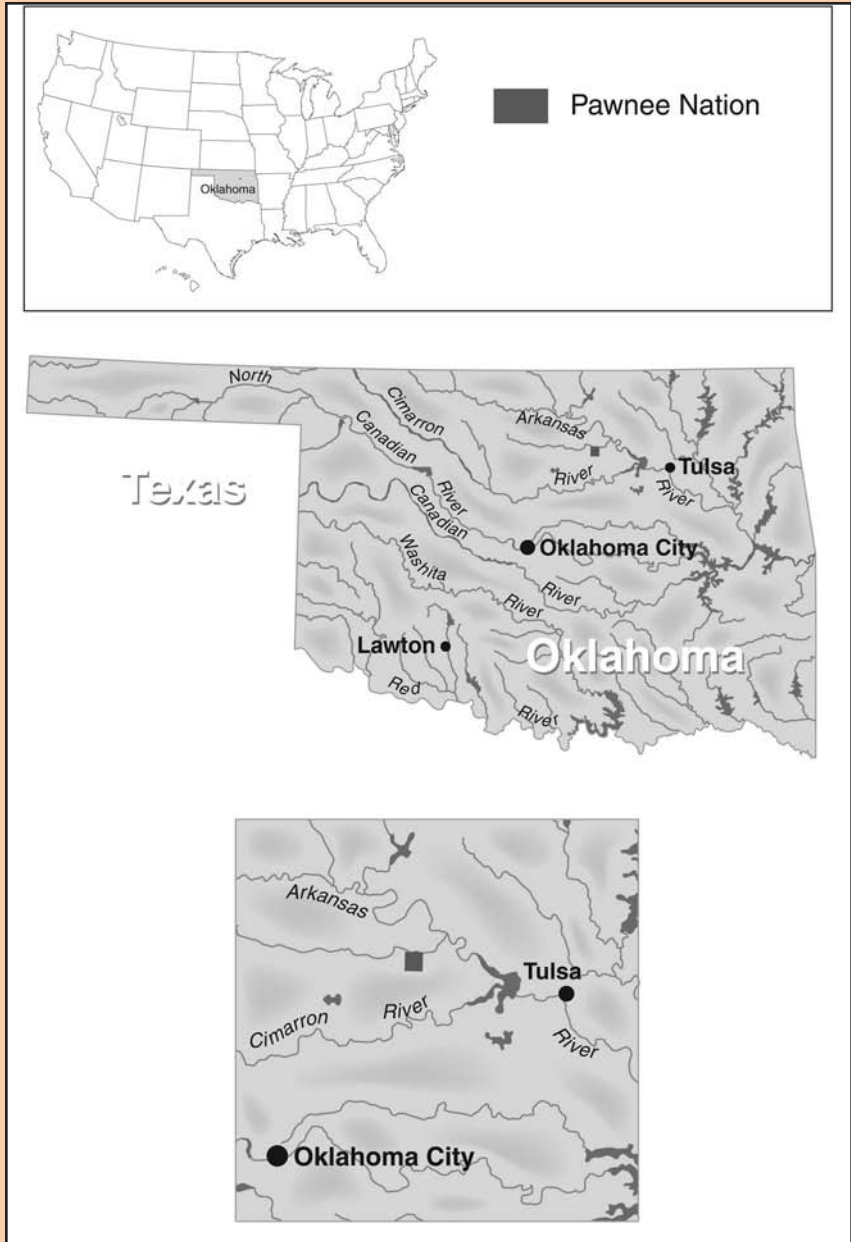 Pawnee Nation
Oklahoma
North
Canadian
River
Cimarron
River
Arkansas
River
Tulsa
Texas
Canadian
River
Oklahoma City
Washita
River
Lawton
Oklahoma
Red
River
Arkansas
River
Tulsa
Cimarron
River
Oklahoma City